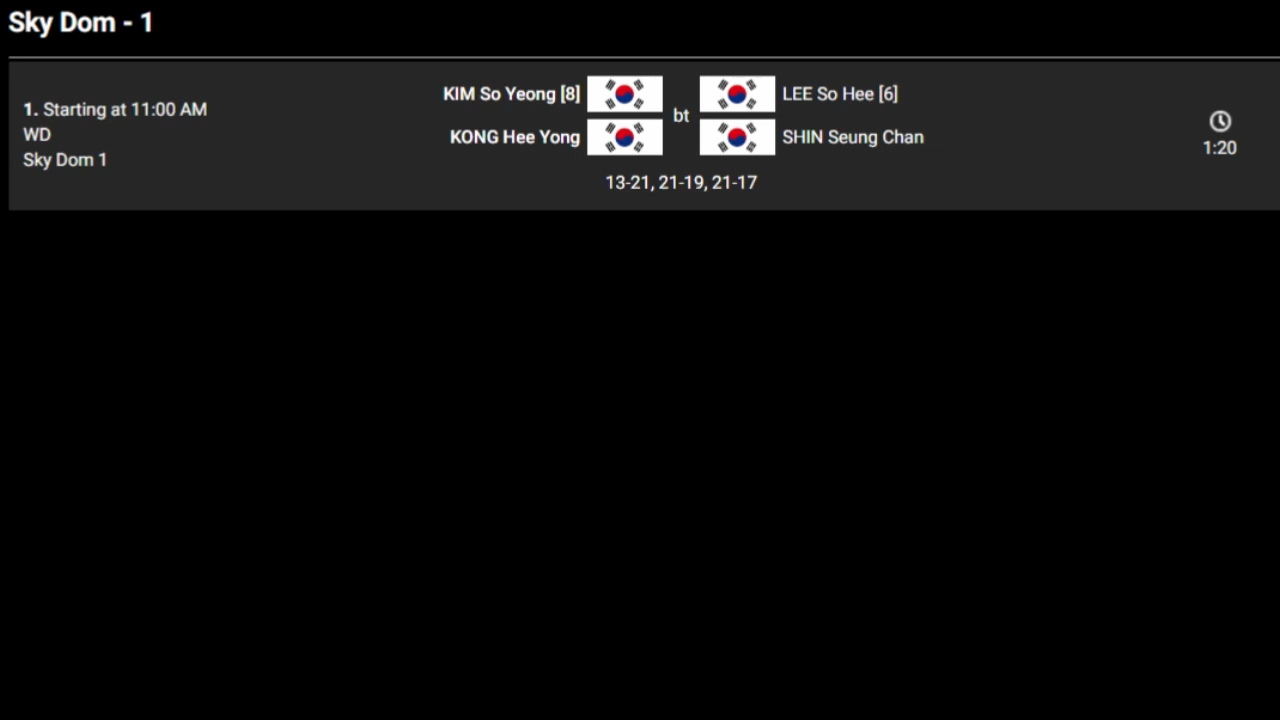 Sky Dom - 1
1. Starting at 11:00 AM
WD
Sky Dom 1
KIM So Yeong [8]
KONG Hee Yong
bt
LEE So Hee [6]
SHIN Seung Chan
13-21, 21-19, 21-17
1:20